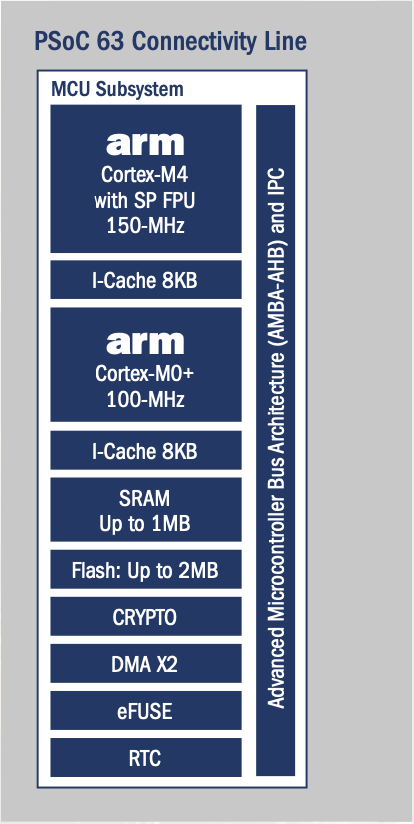 PSoC 63 Connectivity Line
MCU Subsystem
arm
Cortex-M4
with SP FPU
150-MHz
I-Cache 8KB
arm
Cortex-M0+
100-MHz
I-Cache 8KB
SRAM
Up to 1MB
Flash: Up to 2MB
CRYPTO
DMA X2
eFUSE
RTC
Advanced Microcontroller Bus Architecture (AMBA-AHB) and IPC